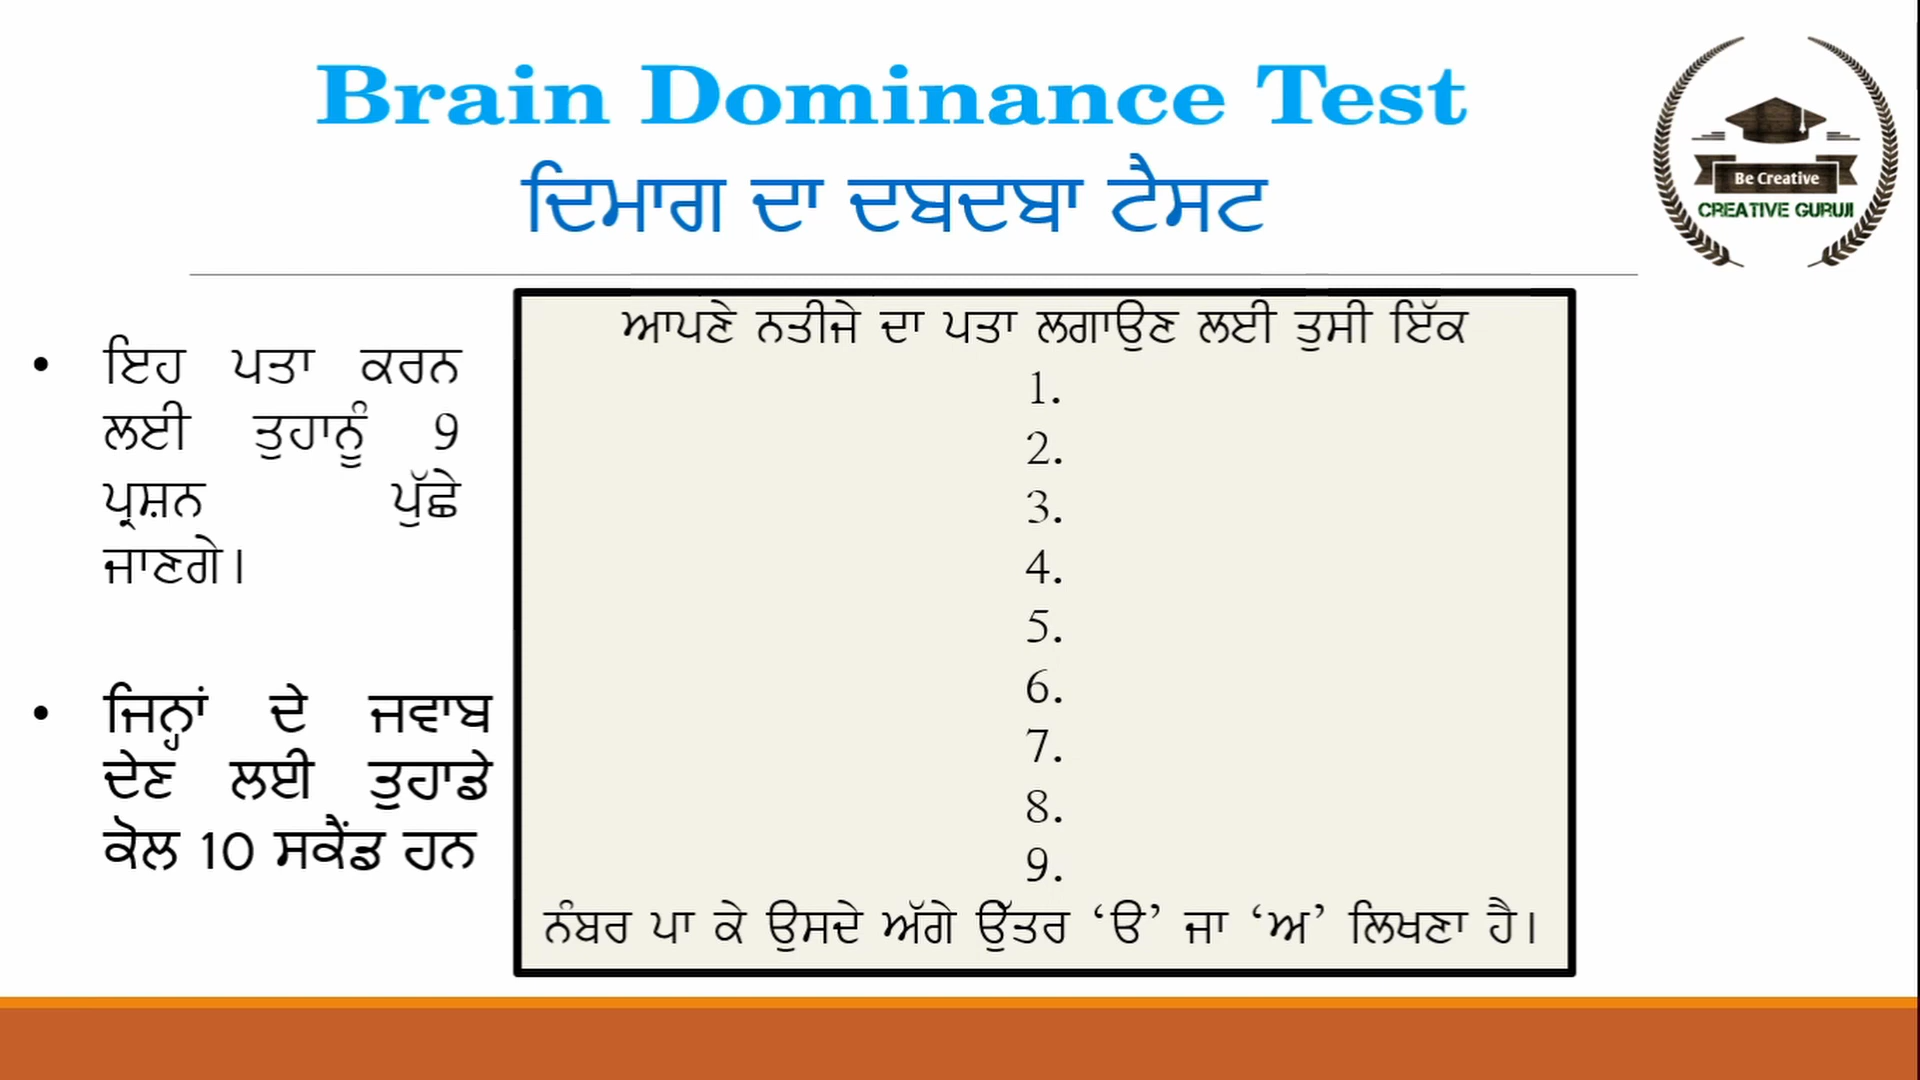 Brain Dominance Test
ਦਿਮਾਗ ਦਾ ਦਬਦਬਾ ਟੈਸਟ
Be Creative
CREATIVE GURUJI
• ਇਹ ਪਤਾ ਕਰਨ
ਲਈ ਤੁਹਾਨੂੰ 9
ਪ੍ਰਸ਼ਨ ਪੁੱਛੇ
ਜਾਣਗੇ।
• ਜਿਨ੍ਹਾਂ ਦੇ ਜਵਾਬ
ਦੇਣ ਲਈ ਤੁਹਾਡੇ
ਕੋਲ 10 ਸਕੈਂਡ ਹਨ
ਆਪਣੇ ਨਤੀਜੇ ਦਾ ਪਤਾ ਲਗਾਉਣ ਲਈ ਤੁਸੀ ਇੱਕ
1.
2.
3.
4.
5.
6.
7.
8.
9.
ਨੰਬਰ ਪਾ ਕੇ ਉਸਦੇ ਅੱਗੇ ਉੱਤਰ ‘ੳ’ ਜਾ ‘ਅ’ ਲਿਖਣਾ ਹੈ।